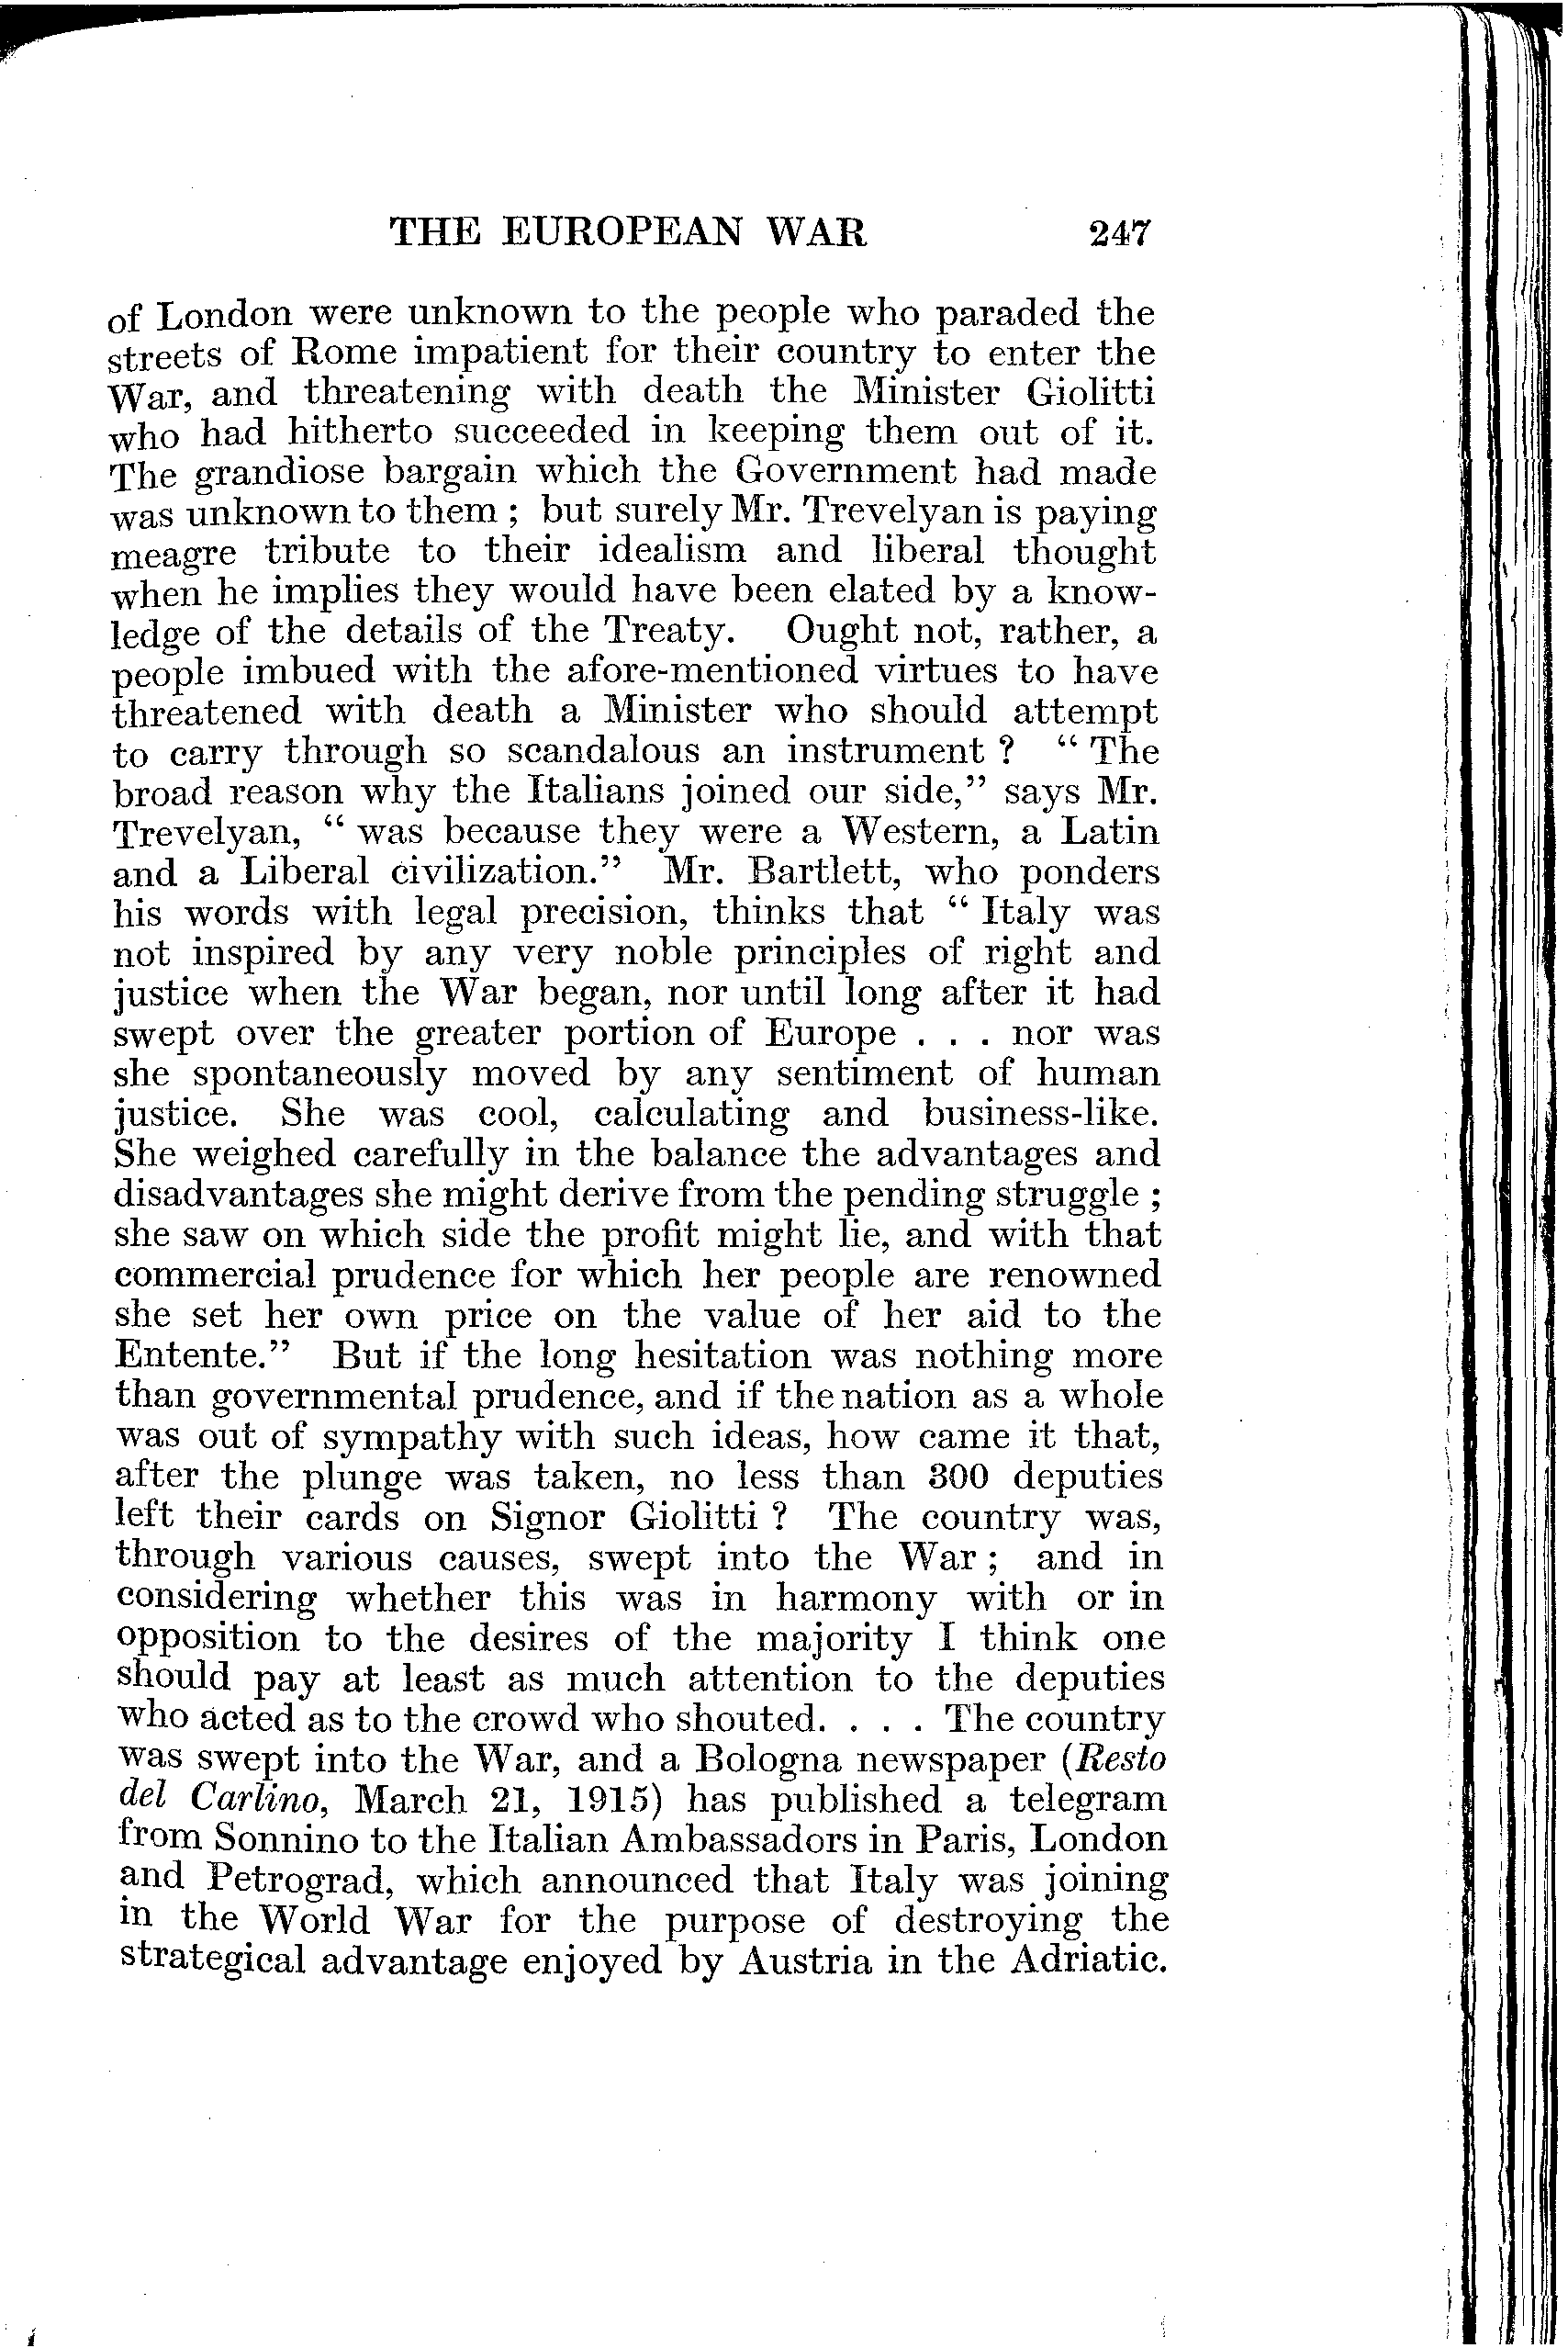 THE EUROPEAN WAR 247
of London were unknown to the people who paraded the
streets of Rome impatient for their country to enter the
War, and threatening with death the Minister Giolitti
who had hitherto succeeded in keeping them out of it.
The grandiose bargain which the Government had made
was unknown to them ; but surely Mr. Trevelyan is paying
meagre tribute to their idealism and liberal thought
when he implies they would have been elated by a know-
ledge of the details of the Treaty. Ought not, rather, a
people imbued with the afore-mentioned virtues to have
threatened with death a Minister who should attempt
to carry through so scandalous an instrument ? “ The
broad reason why the Italians joined our side,” says Mr.
Trevelyan, “ was because they were a Western, a Latin
and a Liberal civilization.” Mr. Bartlett, who ponders
his words with legal precision, thinks that “ Italy was
not inspired by any very noble principles of right and
justice when the War began, nor until long after it had
swept over the greater portion of Europe . . . nor was
she spontaneously moved by any sentiment of human
justice. She was cool, calculating and business-like.
She weighed carefully in the balance the advantages and
disadvantages she might derive from the pending struggle ;
she saw on which side the profit might lie, and with that
commercial prudence for which her people are renowned
she set her own price on the value of her aid to the
Entente.” But if the long hesitation was nothing more
than governmental prudence, and if the nation as a whole
was out of sympathy with such ideas, how came it that,
after the plunge was taken, no less than 300 deputies
left their cards on Signor Giolitti ? The country was,
through various causes, swept into the War ; and in
considering whether this was in harmony with or in
opposition to the desires of the majority I think one
should pay at least as much attention to the deputies
who acted as to the crowd who shouted. . . . The country
was swept into the War, and a Bologna newspaper (Resto
del Carlino, March 21, 1915) has published a telegram
from Sonnino to the Italian Ambassadors in Paris, London
and Petrograd, which announced that Italy was joining
in the World War for the purpose of destroying the
strategical advantage enjoyed by Austria in the Adriatic.